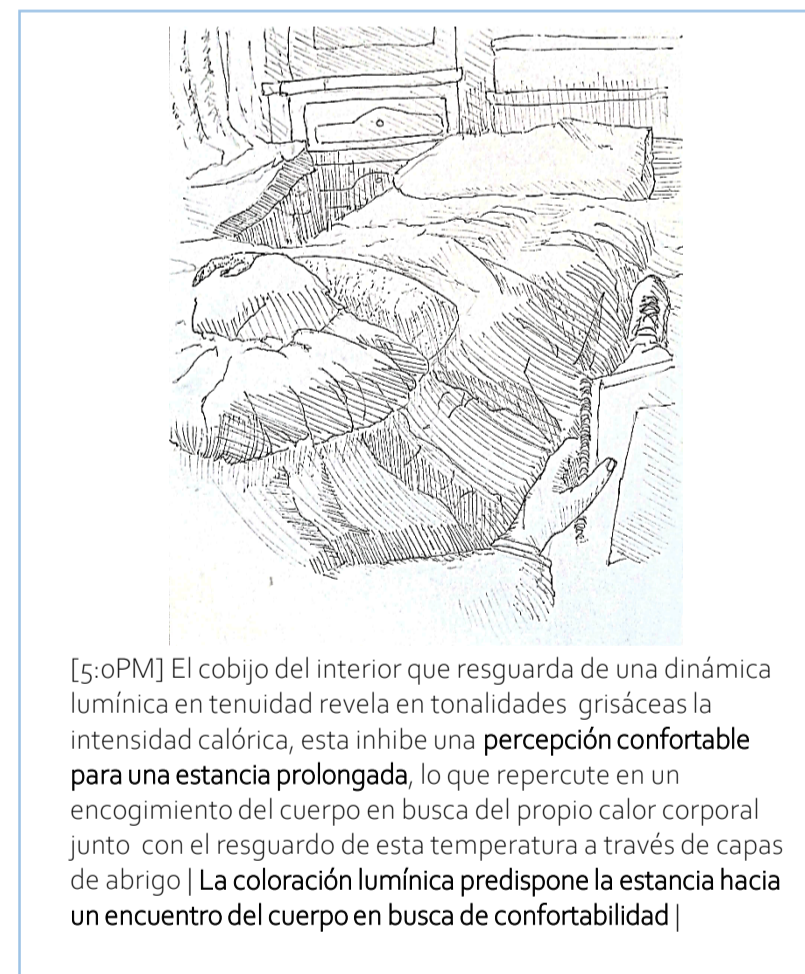 [5:0PM] El cobijo del interior que resguarda de una dinámica
lumínica en tenuidad revela en tonalidades grisáceas la
intensidad calórica, esta inhibe una percepción confortable
para una estancia prolongada, lo que repercute en un
encogimiento del cuerpo en busca del propio calor corporal
junto con el resguardo de esta temperatura a través de capas
de abrigo | La coloración lumínica predispone la estancia hacia
un encuentro del cuerpo en busca de confortabilidad |